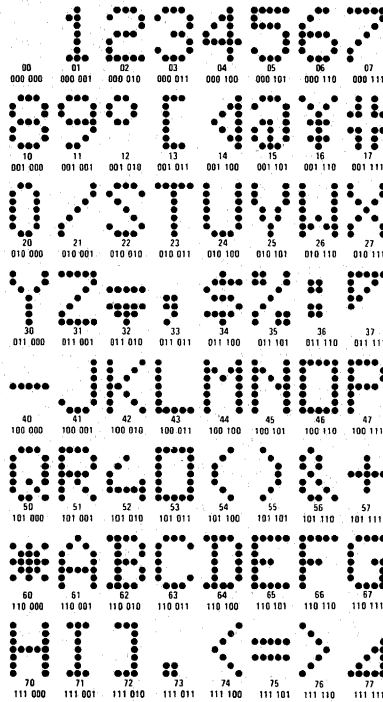 1 2 3 4 5 6 7
00 01 02 03 04 05 06 07
000 000 000 001 000 010 000 011 000 100 000 101 000 110 000 111
8 9 ° [ @ ¥
10 11 12 13 14 15 16 17
001 000 001 001 001 010 001 011 001 100 001 101 001 110 001 111
0 / S T U V W X
20 21 22 23 24 25 26 27
010 000 010 001 010 010 010 011 010 100 010 101 010 110 010 111
Y Z ; $ % :
30 31 32 33 34 35 36 37
011 000 011 001 011 010 011 011 011 100 011 101 011 110 011 111
— J K L M N O P
40 41 42 43 44 45 46 47
100 000 100 001 100 010 100 011 100 100 100 101 100 110 100 111
Q R ( ) & +
50 51 52 53 54 55 56 57
101 000 101 001 101 010 101 011 101 100 101 101 101 110 101 111
* A B C D E F G
60 61 62 63 64 65 66 67
110 000 110 001 110 010 110 011 110 100 110 101 110 110 110 111
H I ] . < = >
70 71 72 73 74 75 76 77
111 000 111 001 111 010 111 011 111 100 111 101 111 110 111 111